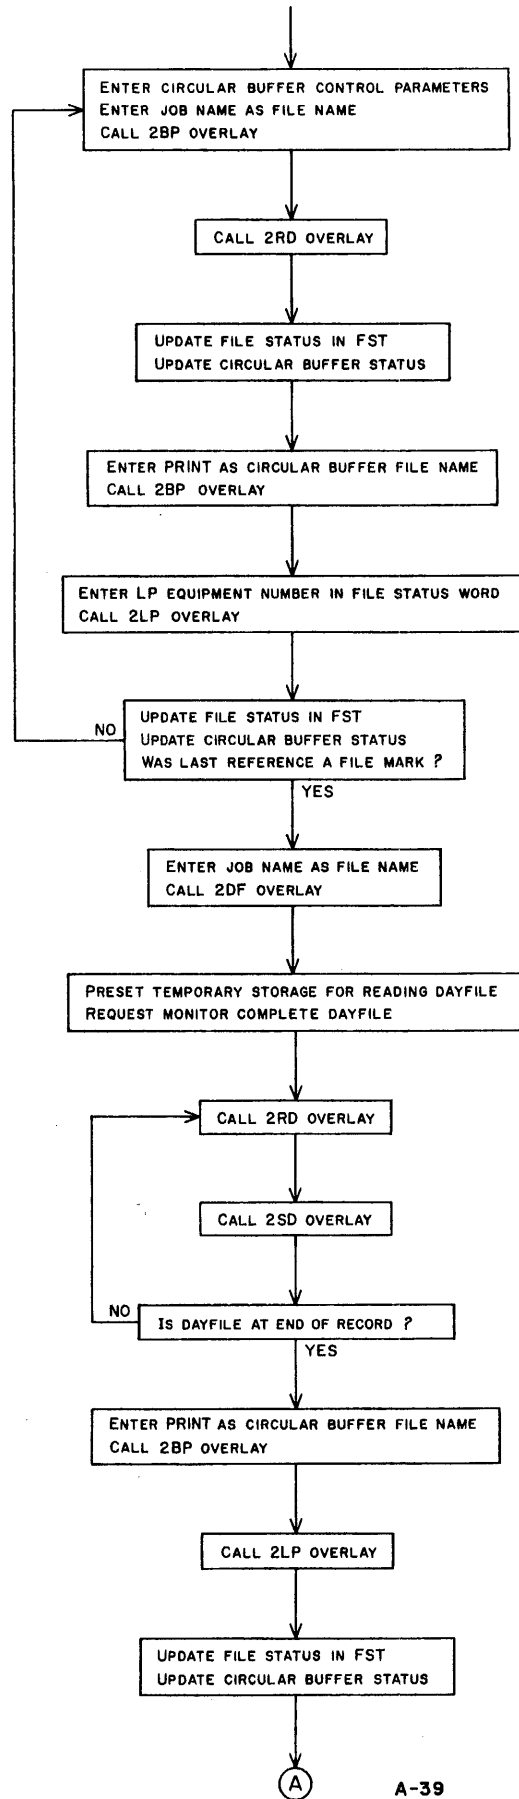 ENTER CIRCULAR BUFFER CONTROL PARAMETERS
ENTER JOB NAME AS FILE NAME
CALL 2BP OVERLAY
CALL 2RD OVERLAY
UPDATE FILE STATUS IN FST
UPDATE CIRCULAR BUFFER STATUS
ENTER PRINT AS CIRCULAR BUFFER FILE NAME
CALL 2BP OVERLAY
ENTER LP EQUIPMENT NUMBER IN FILE STATUS WORD
CALL 2LP OVERLAY
NO
UPDATE FILE STATUS IN FST
UPDATE CIRCULAR BUFFER STATUS
WAS LAST REFERENCE A FILE MARK ?
YES
ENTER JOB NAME AS FILE NAME
CALL 2DF OVERLAY
PRESET TEMPORARY STORAGE FOR READING DAYFILE
REQUEST MONITOR COMPLETE DAYFILE
CALL 2RD OVERLAY
CALL 2SD OVERLAY
NO
IS DAYFILE AT END OF RECORD ?
YES
ENTER PRINT AS CIRCULAR BUFFER FILE NAME
CALL 2BP OVERLAY
CALL 2LP OVERLAY
UPDATE FILE STATUS IN FST
UPDATE CIRCULAR BUFFER STATUS
A
A-39